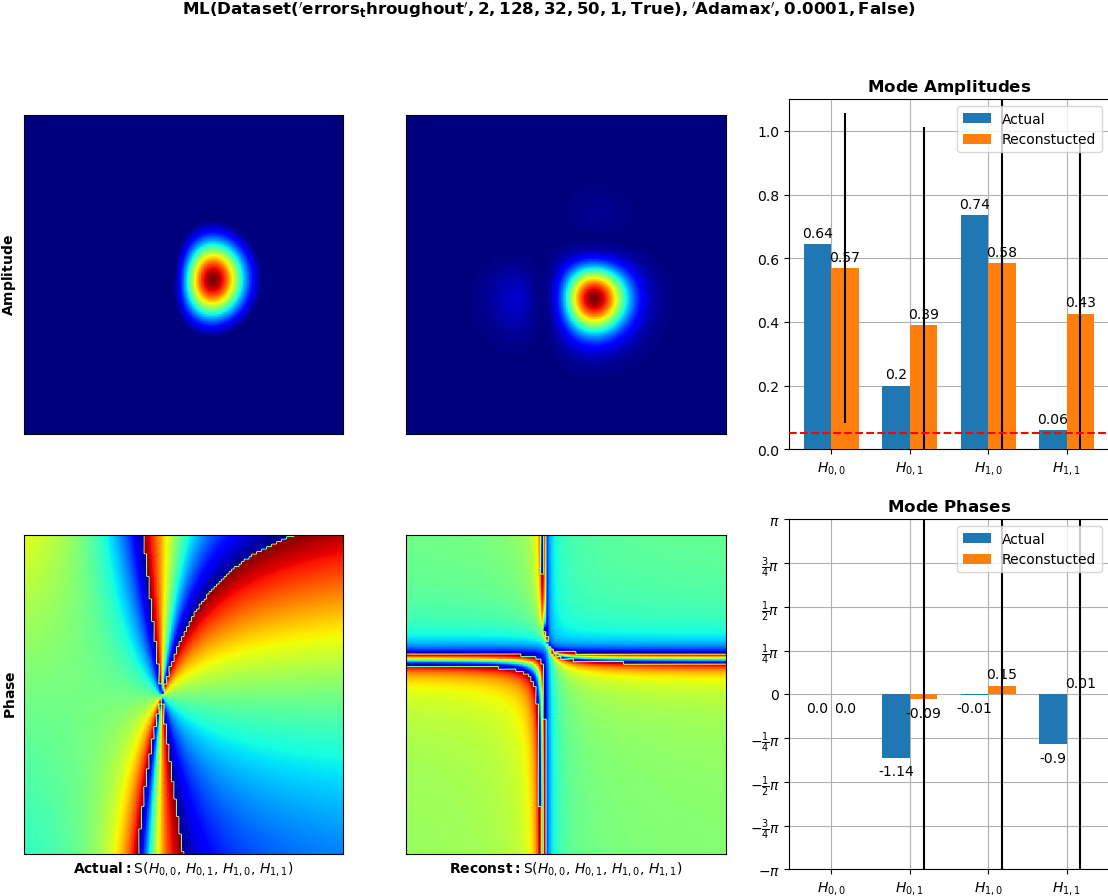 ML(Dataset('errors_throughout', 2, 128, 32, 50, 1, True), 'Adamax', 0.0001, False)
Mode Amplitudes
Amplitude
1.0
0.8
0.6
0.4
0.2
0.0
Actual
Reconstucted
0.64
0.57
0.2
0.39
0.74
0.58
0.06
0.43
H0,0
H0,1
H1,0
H1,1
Mode Phases
Phase
π
3/4π
1/2π
1/4π
0
−1/4π
−1/2π
−3/4π
−π
Actual
Reconstucted
0.0
0.0
-1.14
-0.09
-0.01
0.15
-0.9
0.01
H0,0
H0,1
H1,0
H1,1
Actual: S(H0,0, H0,1, H1,0, H1,1)
Reconst: S(H0,0, H0,1, H1,0, H1,1)